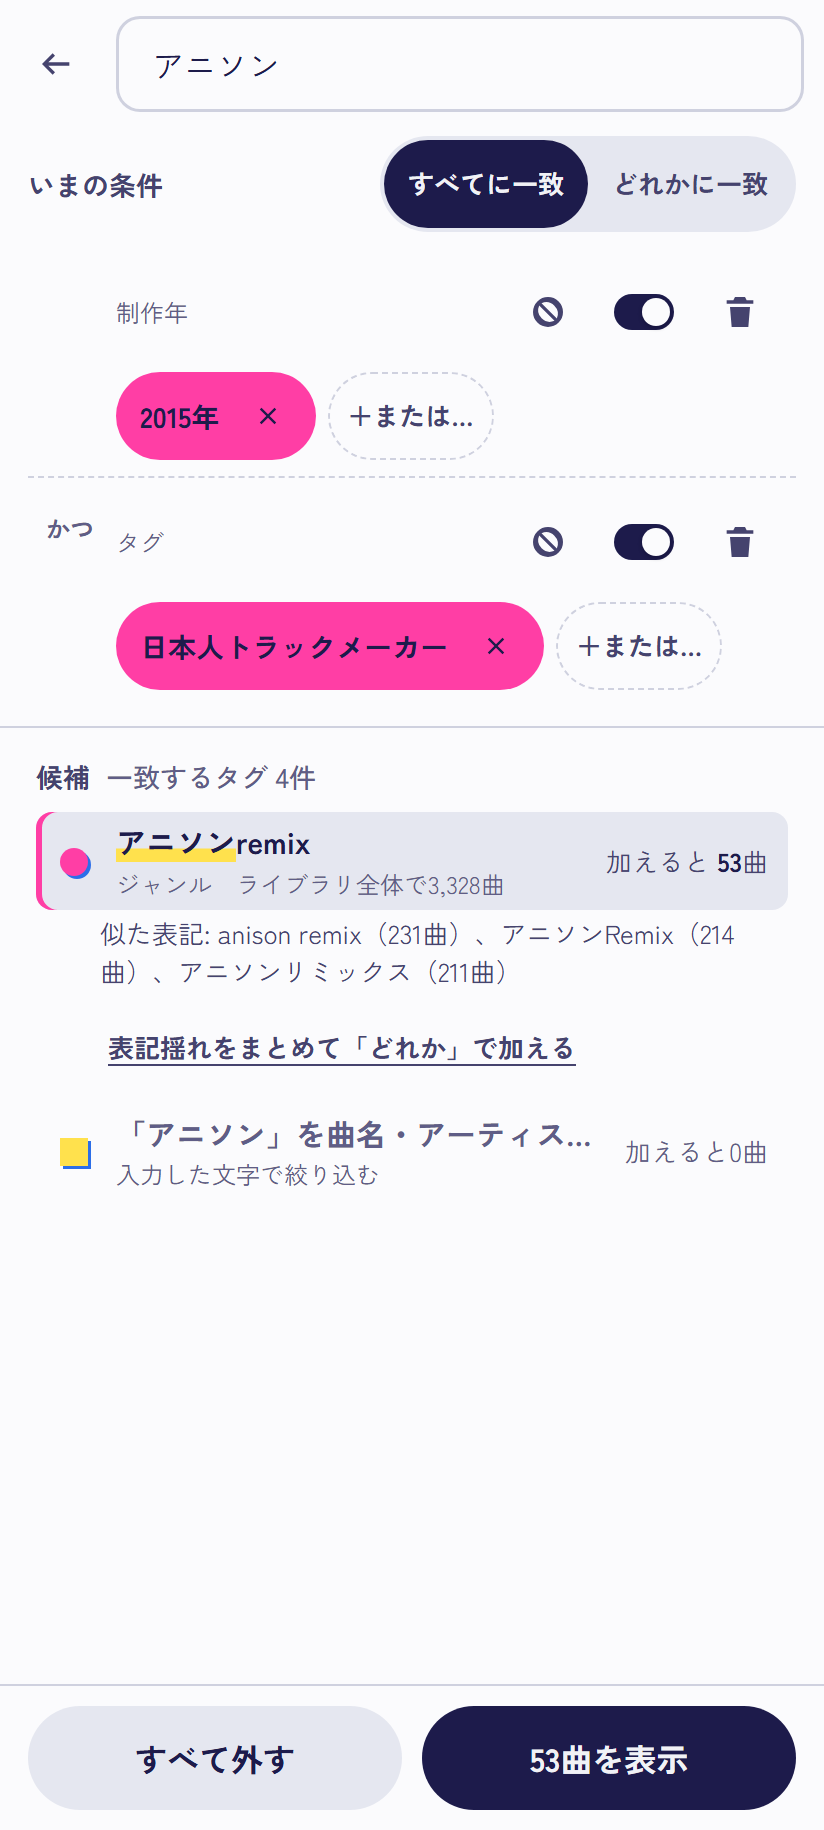 アニソン
いまの条件
すべてに一致 どれかに一致
制作年
2015年 × ＋または…
かつ タグ
日本人トラックメーカー × ＋または…
候補 一致するタグ 4件
アニソンremix
ジャンル ライブラリ全体で3,328曲
加えると 53曲
似た表記: anison remix（231曲）、アニソンRemix（214
曲）、アニソンリミックス（211曲）
表記揺れをまとめて「どれか」で加える
「アニソン」を曲名・アーティス…
入力した文字で絞り込む
加えると0曲
すべて外す 53曲を表示